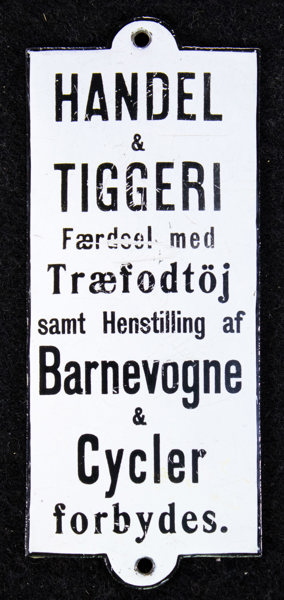 HANDEL
&
TIGGERI
Færdsel med
Træfodtöj
samt Henstilling af
Barnevogne
&
Cycler
forbydes.